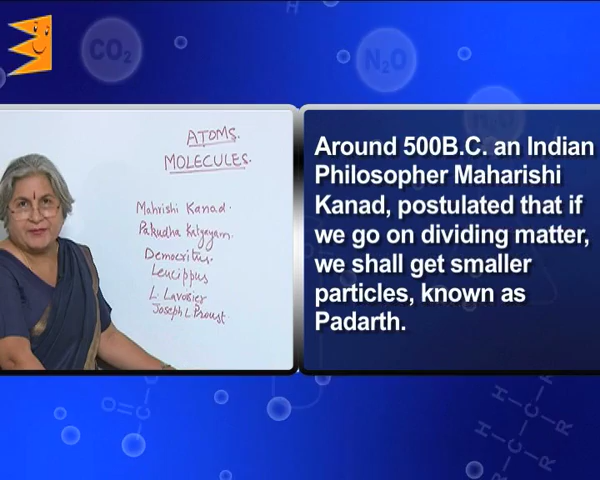 ATOMS.
MOLECULES.
Mahrishi Kanad.
Pakudha Katyayam.
Democritus.
Leucippus
L. Lavosier
Joseph L. Proust.
Around 500B.C. an Indian
Philosopher Maharishi
Kanad, postulated that if
we go on dividing matter,
we shall get smaller
particles, known as
Padarth.
CO₂
N₂O
H
H
H
R
C
C
R
R
O
C